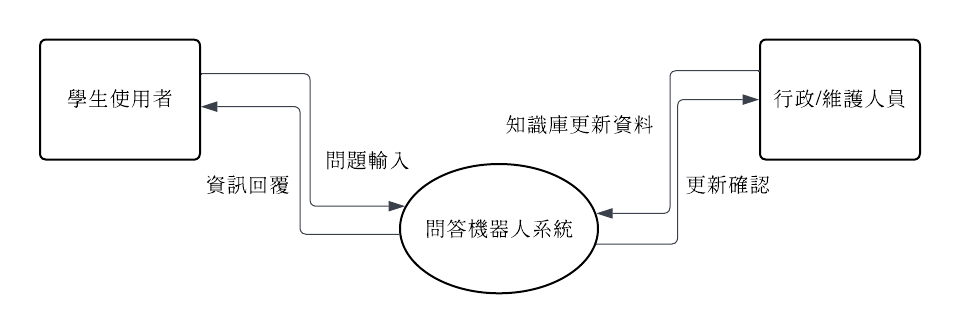 學生使用者
行政/維護人員
知識庫更新資料
問題輸入
資訊回覆
更新確認
問答機器人系統